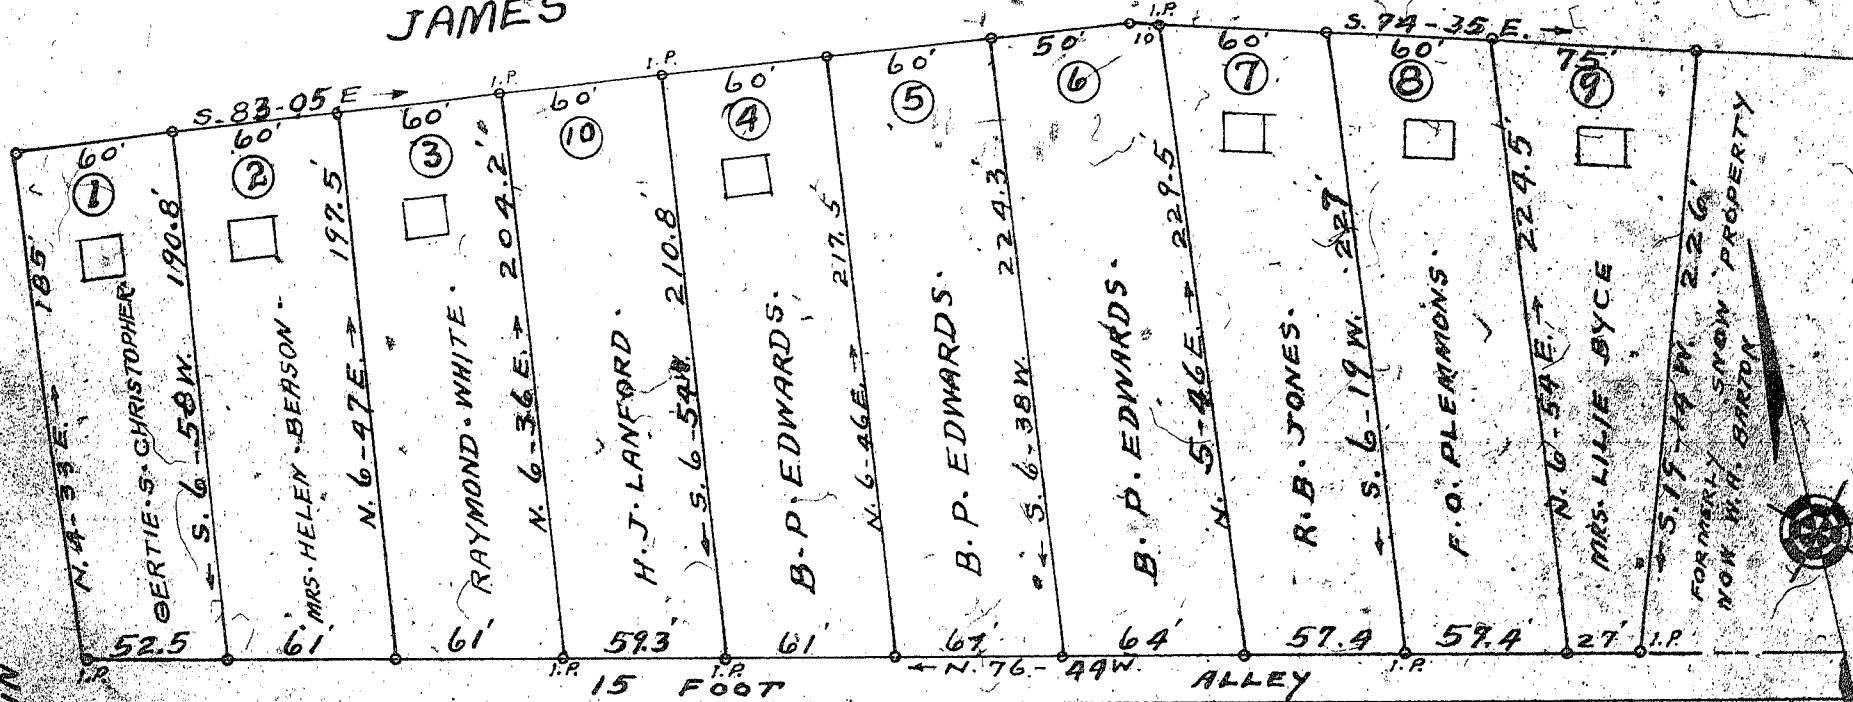 JAMES
S. 83-05 E →
S. 74-35 E. →
I.P.
I.P.
I.P.
60'
60'
60'
60'
60'
60'
50'
10
60'
60'
75'
1
2
3
10
4
5
6
7
8
9
185'
N. 4-33 E. →
GERTIE. S. CHRISTOPHER
190.8'
← S. 6-58 W.
MRS. HELEN. BEASON.
197.5'
N. 6-47 E. →
RAYMOND. WHITE.
204.2'
N. 6-36 E. →
H. J. LANFORD.
210.8'
← S. 6-54 W.
B. P. EDWARDS.
217.5
N. 6-46 E. →
B. P. EDWARDS.
224.3'
← S. 6-38 W.
B. P. EDWARDS.
229.5
N. 5-46 E. →
R. B. JONES.
227'
← S. 6-19 W.
F. O. PLEMMONS.
224.5'
N. 6-54 E. →
MRS. LILIE BYCE
226'
← S. 19-14 W.
FORMERLY SNOW PROPERTY
NOW W. A. BARTON
52.5
61'
61'
59.3'
61'
64'
57.4
57.4'
27'
I.P.
I.P.
I.P.
I.P.
I.P.
← N. 76-44 W.
15 FOOT ALLEY
IN